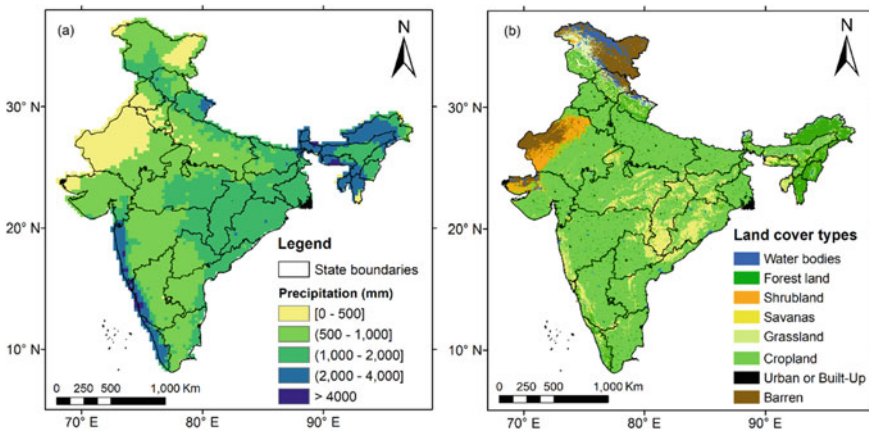 (a)
N
30° N
20° N
10° N
Legend
State boundaries
Precipitation (mm)
[0 - 500]
(500 - 1,000]
(1,000 - 2,000]
(2,000 - 4,000]
> 4000
0 250 500 1,000 Km
70° E 80° E 90° E
(b)
N
30° N
20° N
10° N
Land cover types
Water bodies
Forest land
Shrubland
Savanas
Grassland
Cropland
Urban or Built-Up
Barren
0 250 500 1,000 Km
70° E 80° E 90° E